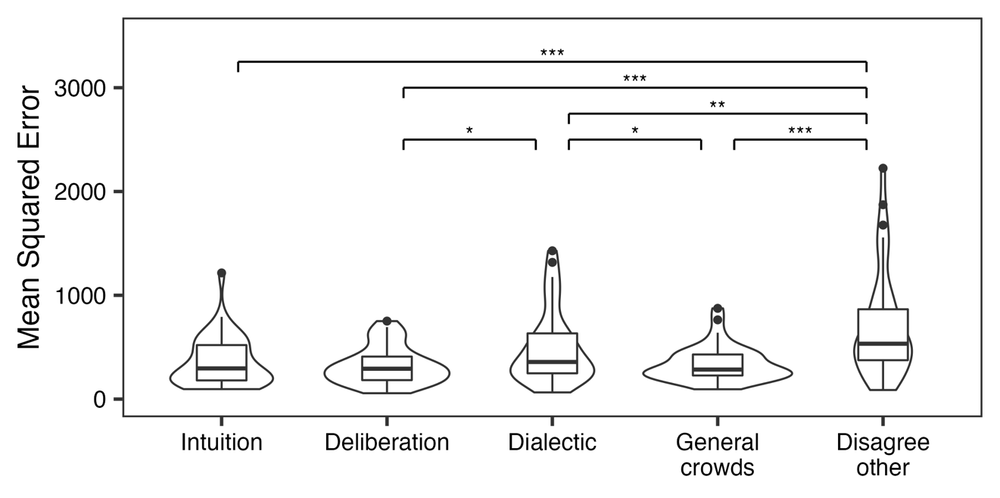 ***
3000
***
**
*
*
***
2000
1000
0
Mean Squared Error
Intuition
Deliberation
Dialectic
General
crowds
Disagree
other